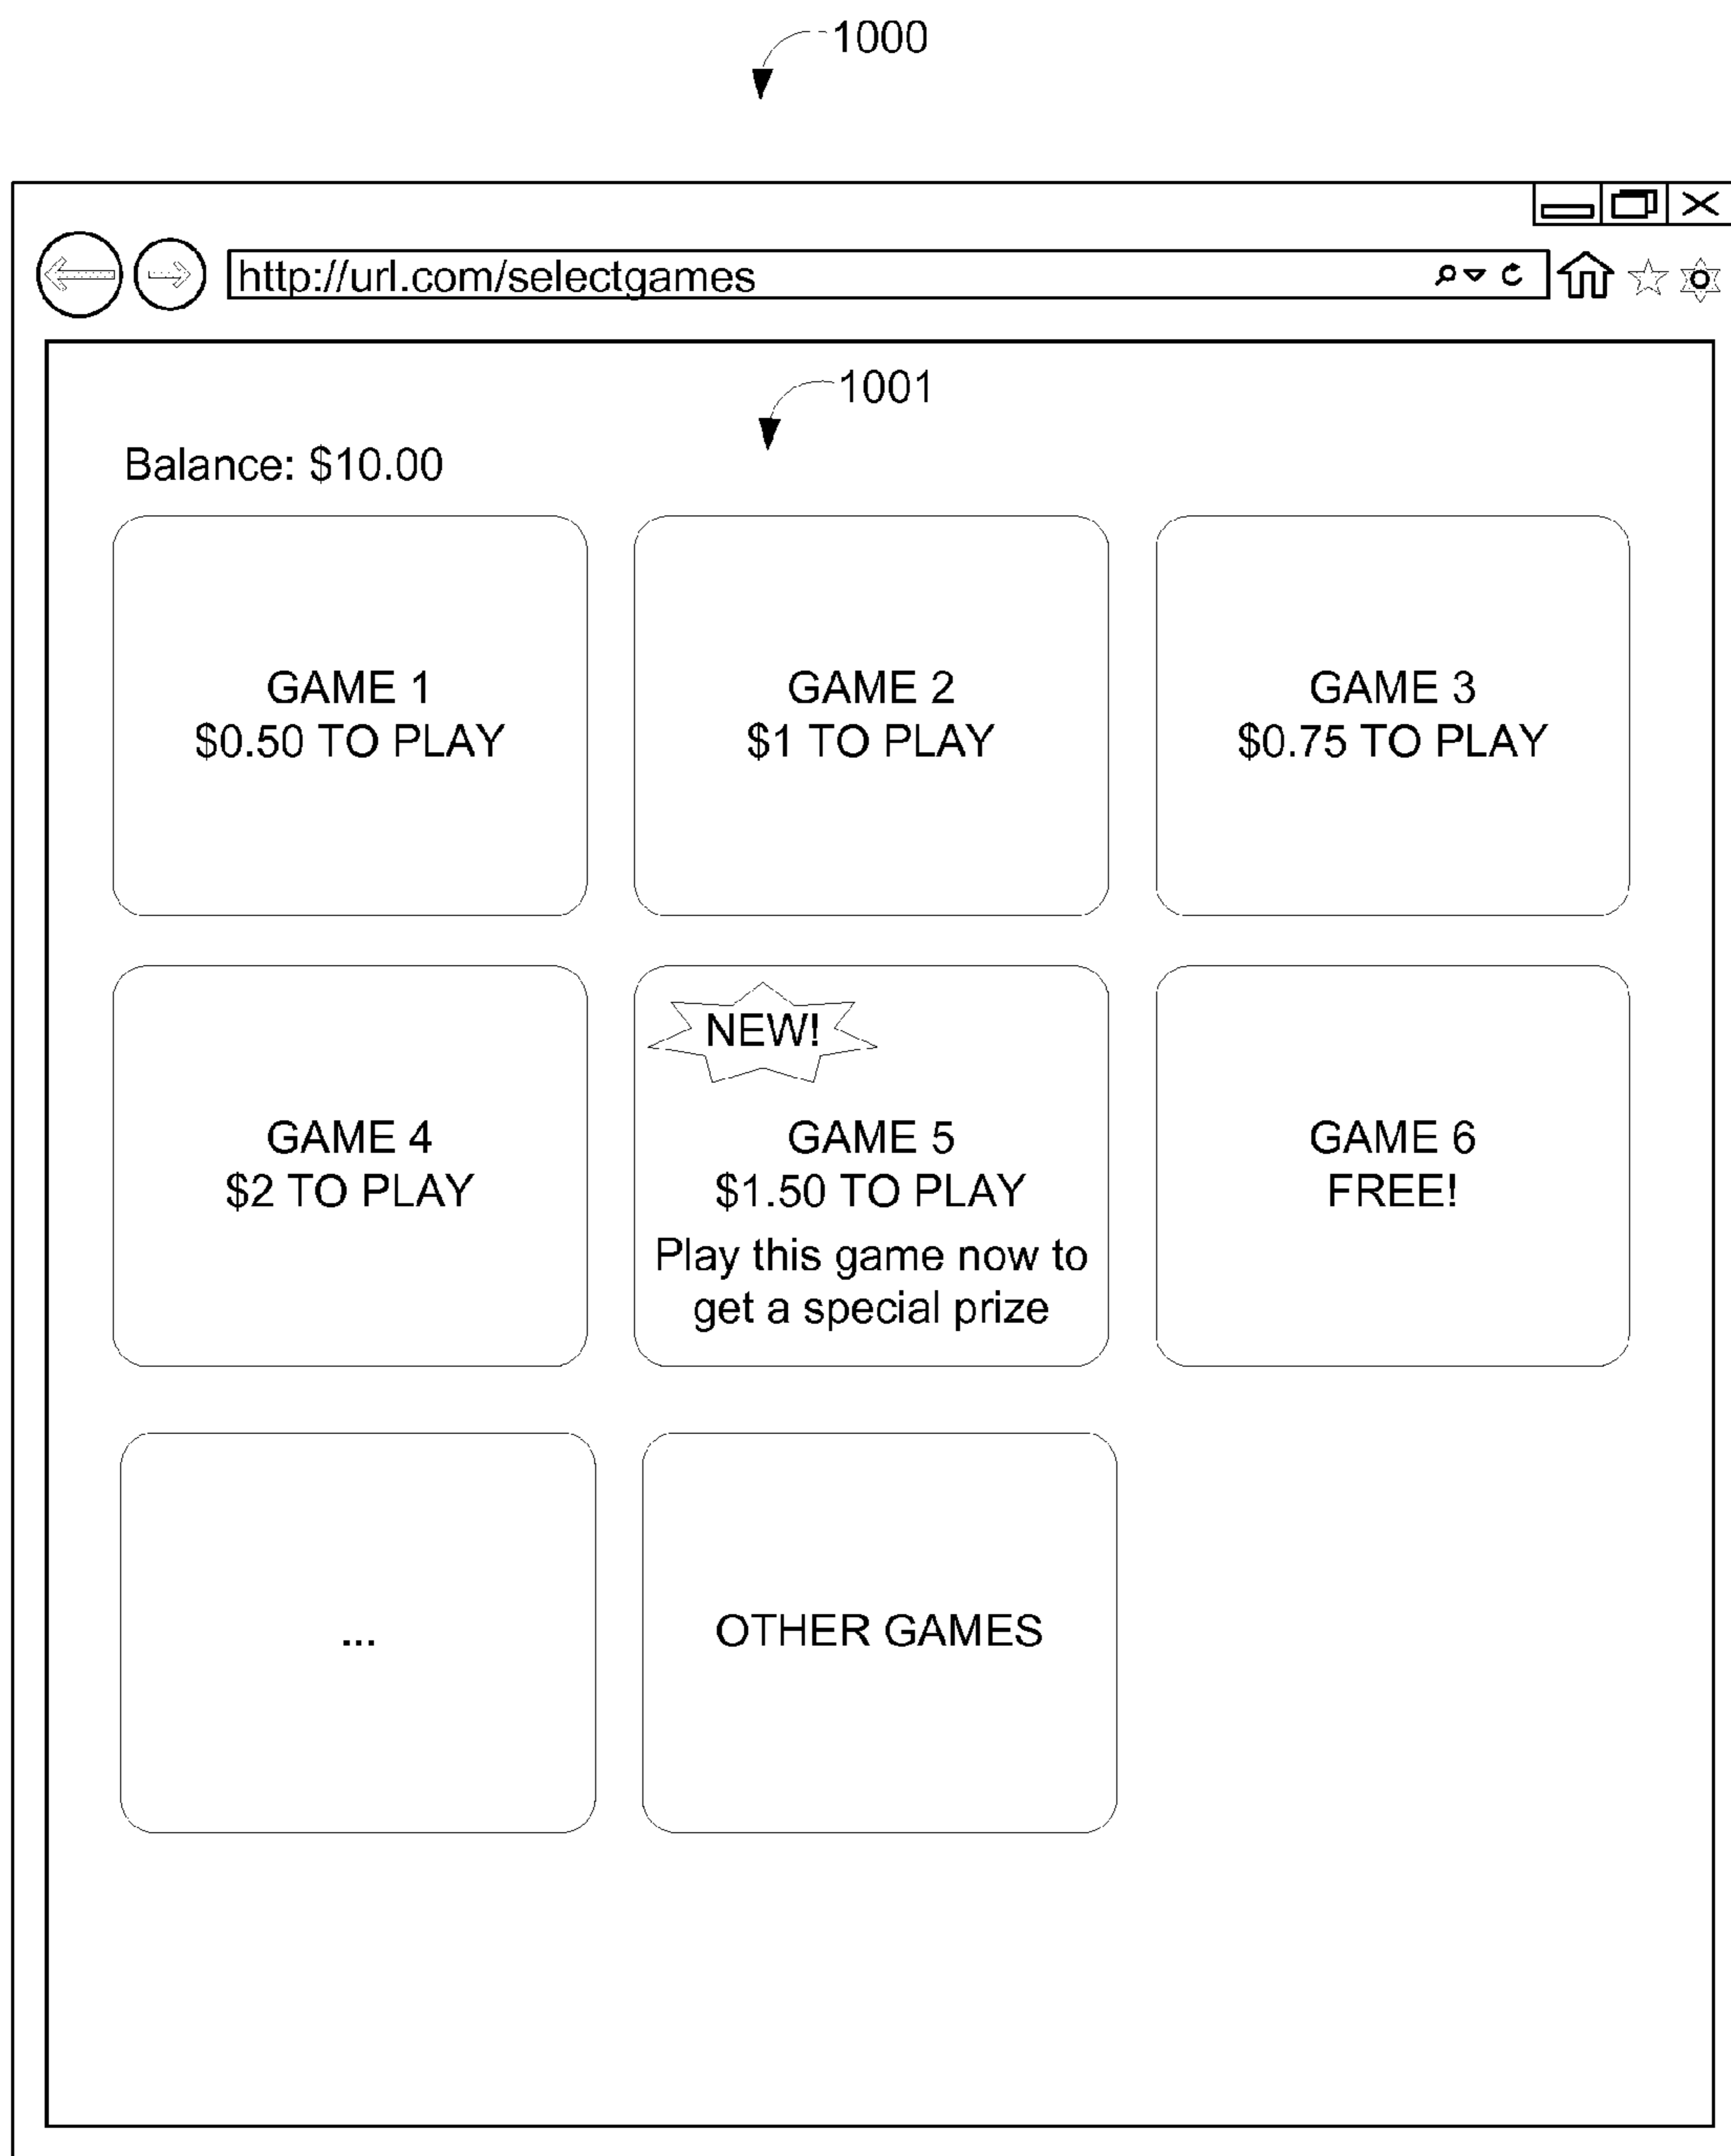 1000
http://url.com/selectgames
1001
Balance: $10.00
GAME 1
$0.50 TO PLAY
GAME 2
$1 TO PLAY
GAME 3
$0.75 TO PLAY
GAME 4
$2 TO PLAY
NEW!
GAME 5
$1.50 TO PLAY
Play this game now to
get a special prize
GAME 6
FREE!
...
OTHER GAMES